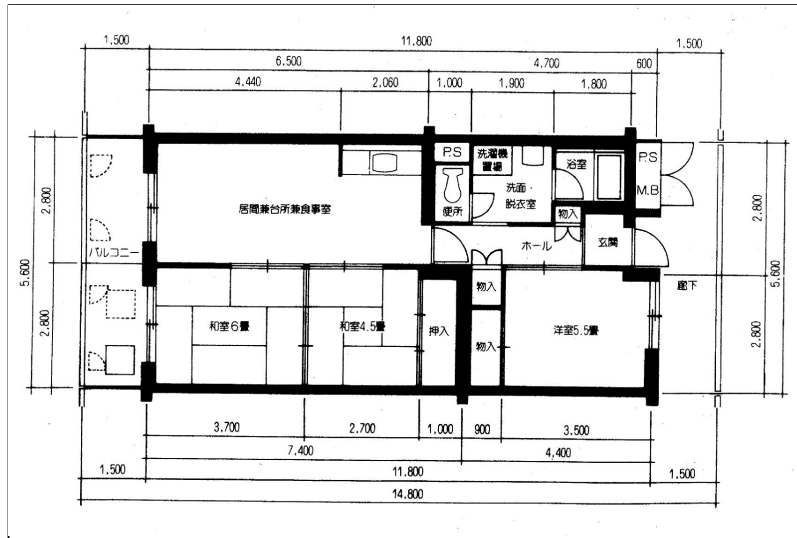 1.500 11.800 1.500
6.500 4.700 600
4.440 2.060 1.000 1.900 1.800
P.S
洗濯機
置場
浴室
P.S
M.B
便所
洗面・
脱衣室
物入
居間兼台所兼食事室
ホール
玄関
バルコニー
廊下
和室6畳
和室4.5畳
押入
物入
物入
洋室5.5畳
5.600
2.800
2.800
2.800
2.800
5.600
3.700 2.700 1.000 900 3.500
7,400 4,400
1.500 11.800 1.500
14.800